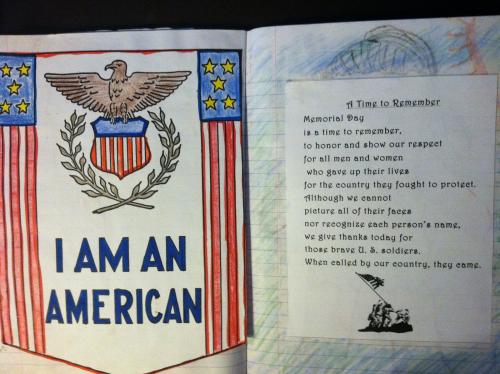 I AM AN
AMERICAN
A Time to Remember
Memorial Day
is a time to remember,
to honor and show our respect
for all men and women
who gave up their lives
for the country they fought to protect.
Although we cannot
picture all of their faces
nor recognize each person's name,
we give thanks today for
those brave U. S. soldiers.
When called by our country, they came.